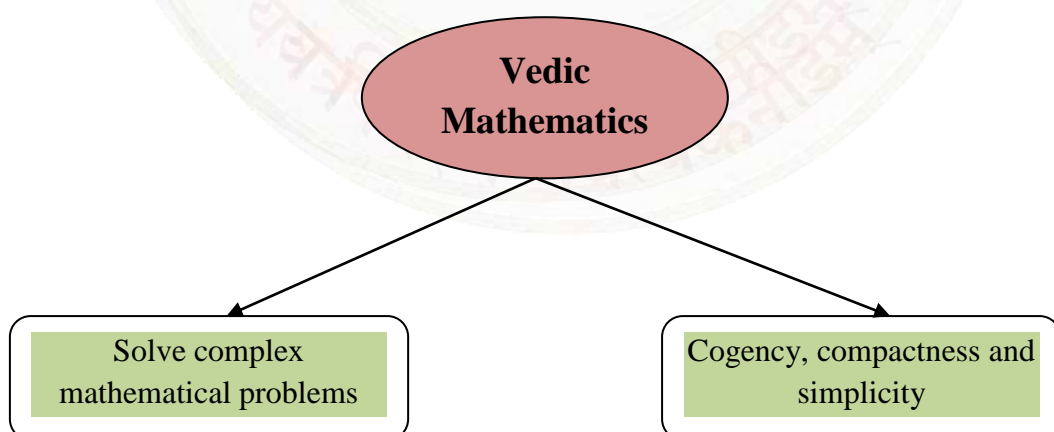 Vedic
Mathematics
Solve complex
mathematical problems
Cogency, compactness and
simplicity